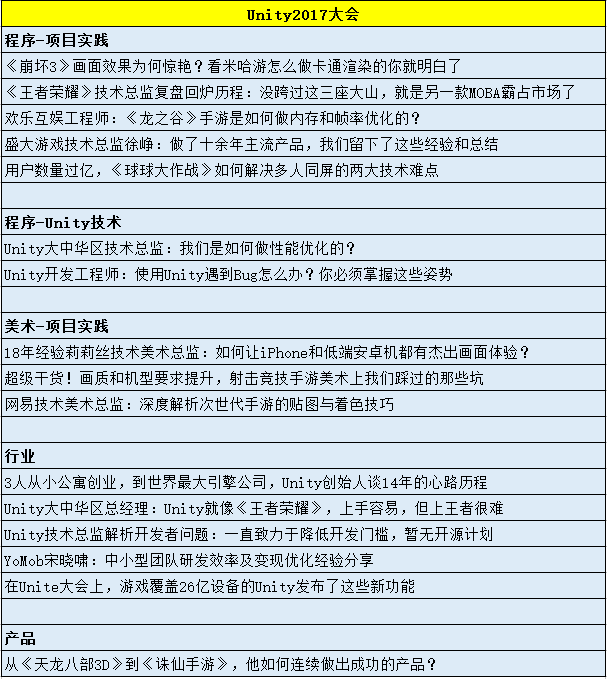 Unity2017大会
程序-项目实践
《崩坏3》画面效果为何惊艳？看米哈游怎么做卡通渲染的你就明白了
《王者荣耀》技术总监复盘回炉历程：没跨过这三座大山，就是另一款MOBA霸占市场了
欢乐互娱工程师：《龙之谷》手游是如何做内存和帧率优化的？
盛大游戏技术总监徐峥：做了十余年主流产品，我们留下了这些经验和总结
用户数量过亿，《球球大作战》如何解决多人同屏的两大技术难点
程序-Unity技术
Unity大中华区技术总监：我们是如何做性能优化的？
Unity开发工程师：使用Unity遇到Bug怎么办？你必须掌握这些姿势
美术-项目实践
18年经验莉莉丝技术美术总监：如何让iPhone和低端安卓机都有杰出画面体验？
超级干货！画质和机型要求提升，射击竞技手游美术上我们踩过的那些坑
网易技术美术总监：深度解析次世代手游的贴图与着色技巧
行业
3人从小公寓创业，到世界最大引擎公司，Unity创始人谈14年的心路历程
Unity大中华区总经理：Unity就像《王者荣耀》，上手容易，但上王者很难
Unity技术总监解析开发者问题：一直致力于降低开发门槛，暂无开源计划
YoMob宋晓啸：中小型团队研发效率及变现优化经验分享
在Unite大会上，游戏覆盖26亿设备的Unity发布了这些新功能
产品
从《天龙八部3D》到《诛仙手游》，他如何连续做出成功的产品？